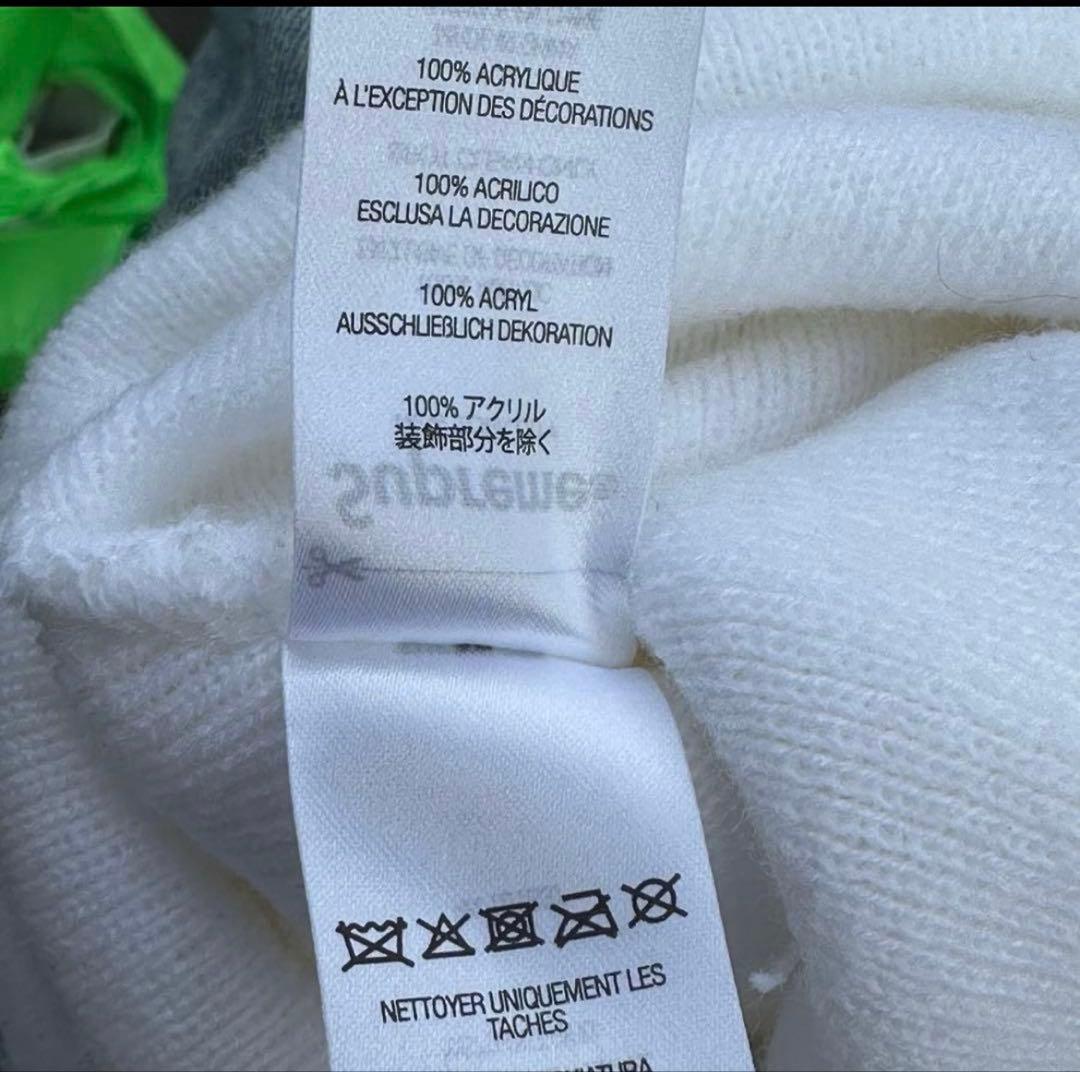 100% ACRYLIQUE
À L'EXCEPTION DES DÉCORATIONS
100% ACRILICO
ESCLUSA LA DECORAZIONE
100% ACRYL
AUSSCHLIEßLICH DEKORATION
100% アクリル
装飾部分を除く
Supreme
NETTOYER UNIQUEMENT LES
TACHES